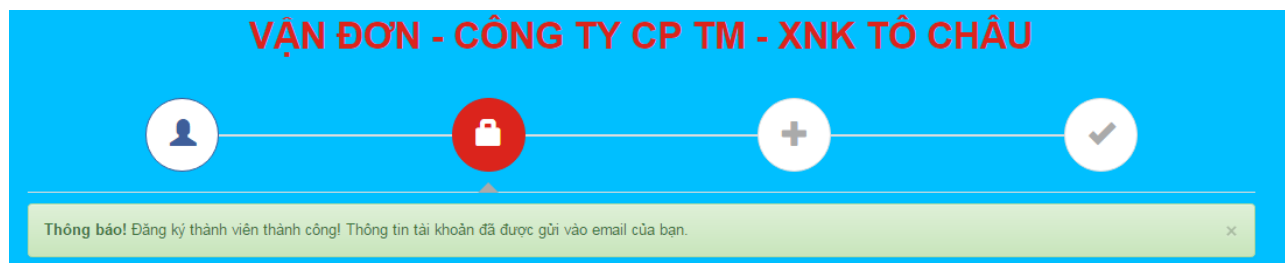 VẬN ĐƠN - CÔNG TY CP TM - XNK TÔ CHÂU
Thông báo! Đăng ký thành viên thành công! Thông tin tài khoản đã được gửi vào email của bạn. ×